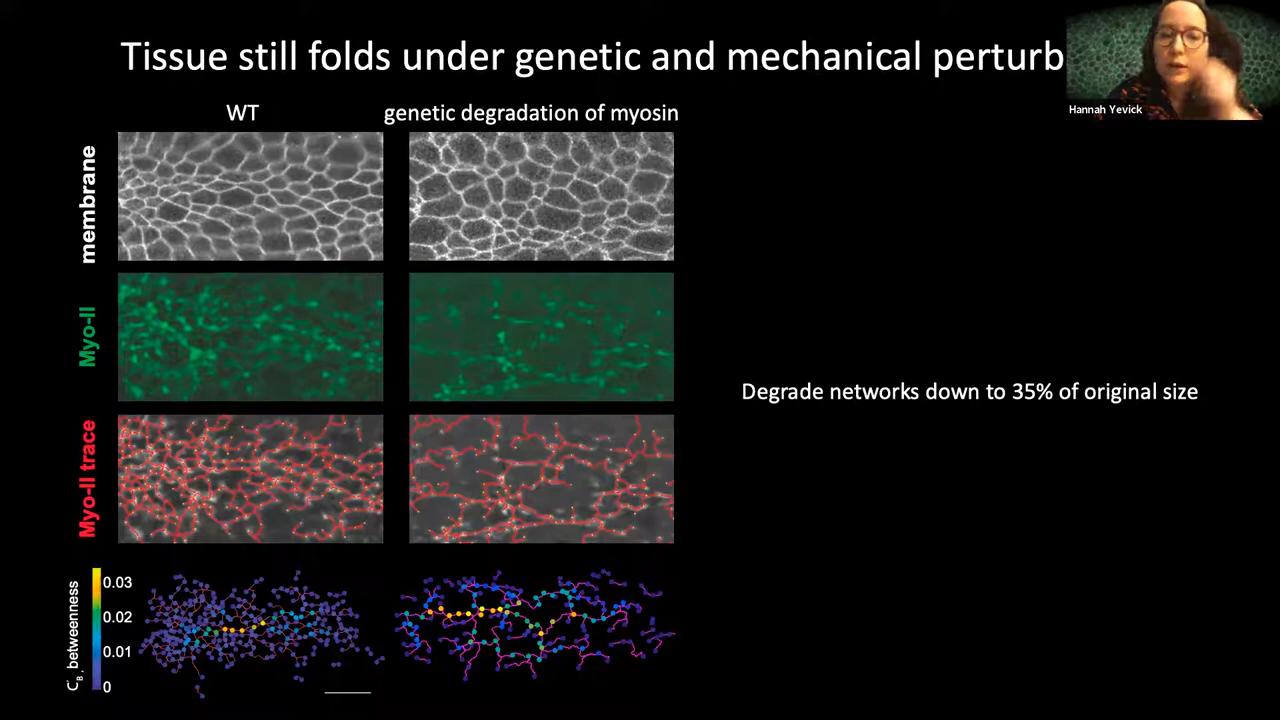 Tissue still folds under genetic and mechanical perturb
Hannah Yevick
WT
genetic degradation of myosin
membrane
Myo-II
Myo-II trace
Degrade networks down to 35% of original size
C'B, betweenness
0.03
0.02
0.01
0